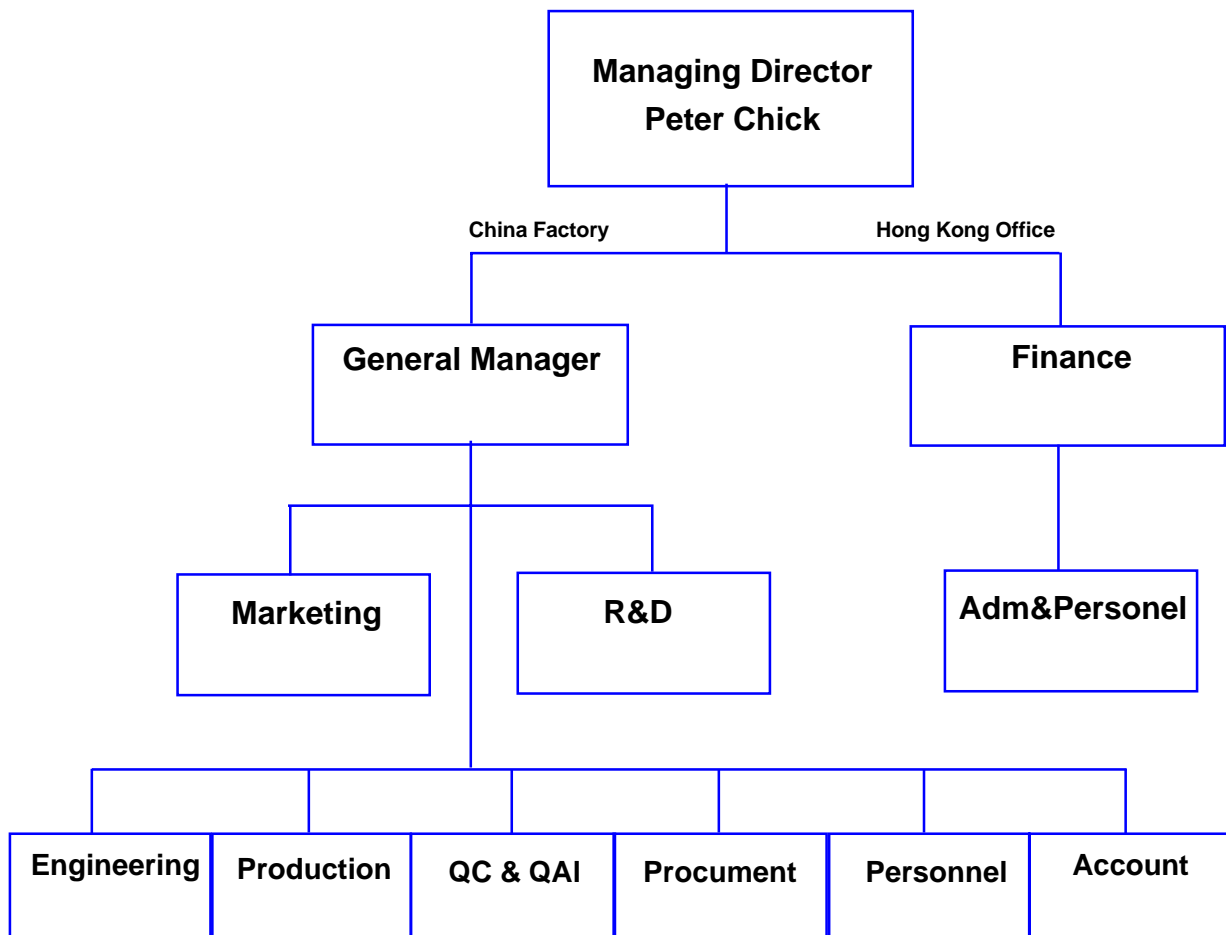 Managing Director
Peter Chick
China Factory
Hong Kong Office
General Manager
Finance
Marketing
R&D
Adm&Personel
Engineering
Production
QC & QAI
Procument
Personnel
Account